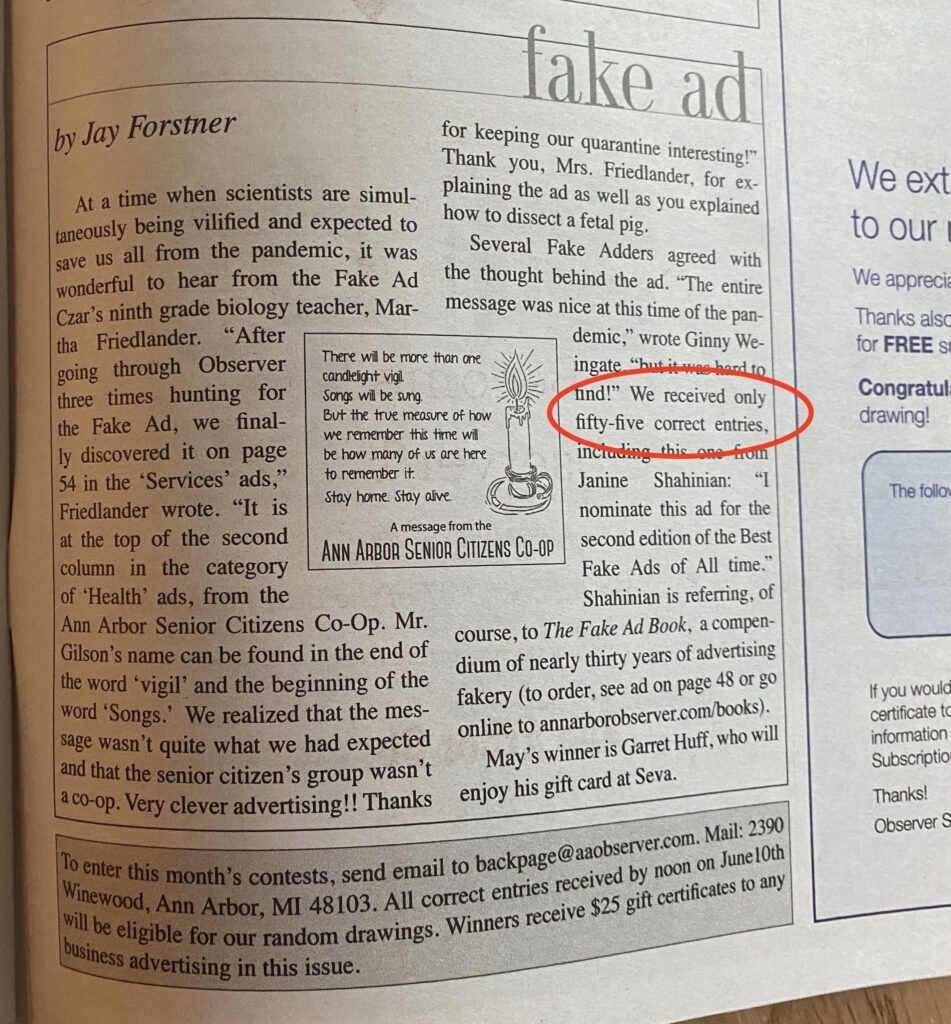 fake ad
by Jay Forstner
At a time when scientists are simul-
taneously being vilified and expected to
save us all from the pandemic, it was
wonderful to hear from the Fake Ad
Czar's ninth grade biology teacher, Mar-
tha Friedlander. “After
going through Observer
three times hunting for
the Fake Ad, we final-
ly discovered it on page
54 in the ‘Services’ ads,”
Friedlander wrote. “It is
at the top of the second
column in the category
of ‘Health’ ads, from the
Ann Arbor Senior Citizens Co-Op. Mr.
Gilson's name can be found in the end of
the word ‘vigil’ and the beginning of the
word ‘Songs.’ We realized that the mes-
sage wasn't quite what we had expected
and that the senior citizen's group wasn't
a co-op. Very clever advertising!! Thanks
There will be more than one
candlelight vigil.
Songs will be sung.
But the true measure of how
we remember this time will
be how many of us are here
to remember it.
Stay home. Stay alive.
A message from the
ANN ARBOR SENIOR CITIZENS CO-OP
for keeping our quarantine interesting!”
Thank you, Mrs. Friedlander, for ex-
plaining the ad as well as you explained
how to dissect a fetal pig.
Several Fake Adders agreed with
the thought behind the ad. “The entire
message was nice at this time of the pan-
demic,” wrote Ginny We-
ingate, “but it was hard to
find!” We received only
fifty-five correct entries,
including this one from
Janine Shahinian: “I
nominate this ad for the
second edition of the Best
Fake Ads of All time.”
Shahinian is referring, of
course, to The Fake Ad Book, a compen-
dium of nearly thirty years of advertising
fakery (to order, see ad on page 48 or go
online to annarborobserver.com/books).
May's winner is Garret Huff, who will
enjoy his gift card at Seva.
To enter this month's contests, send email to backpage@aaobserver.com. Mail: 2390
Winewood, Ann Arbor, MI 48103. All correct entries received by noon on June10th
will be eligible for our random drawings. Winners receive $25 gift certificates to any
business advertising in this issue.
We ext
to our
We apprecia
Thanks also
for FREE su
Congratula
drawing!
The follow
If you would
certificate to
information
Subscriptio
Thanks!
Observer S